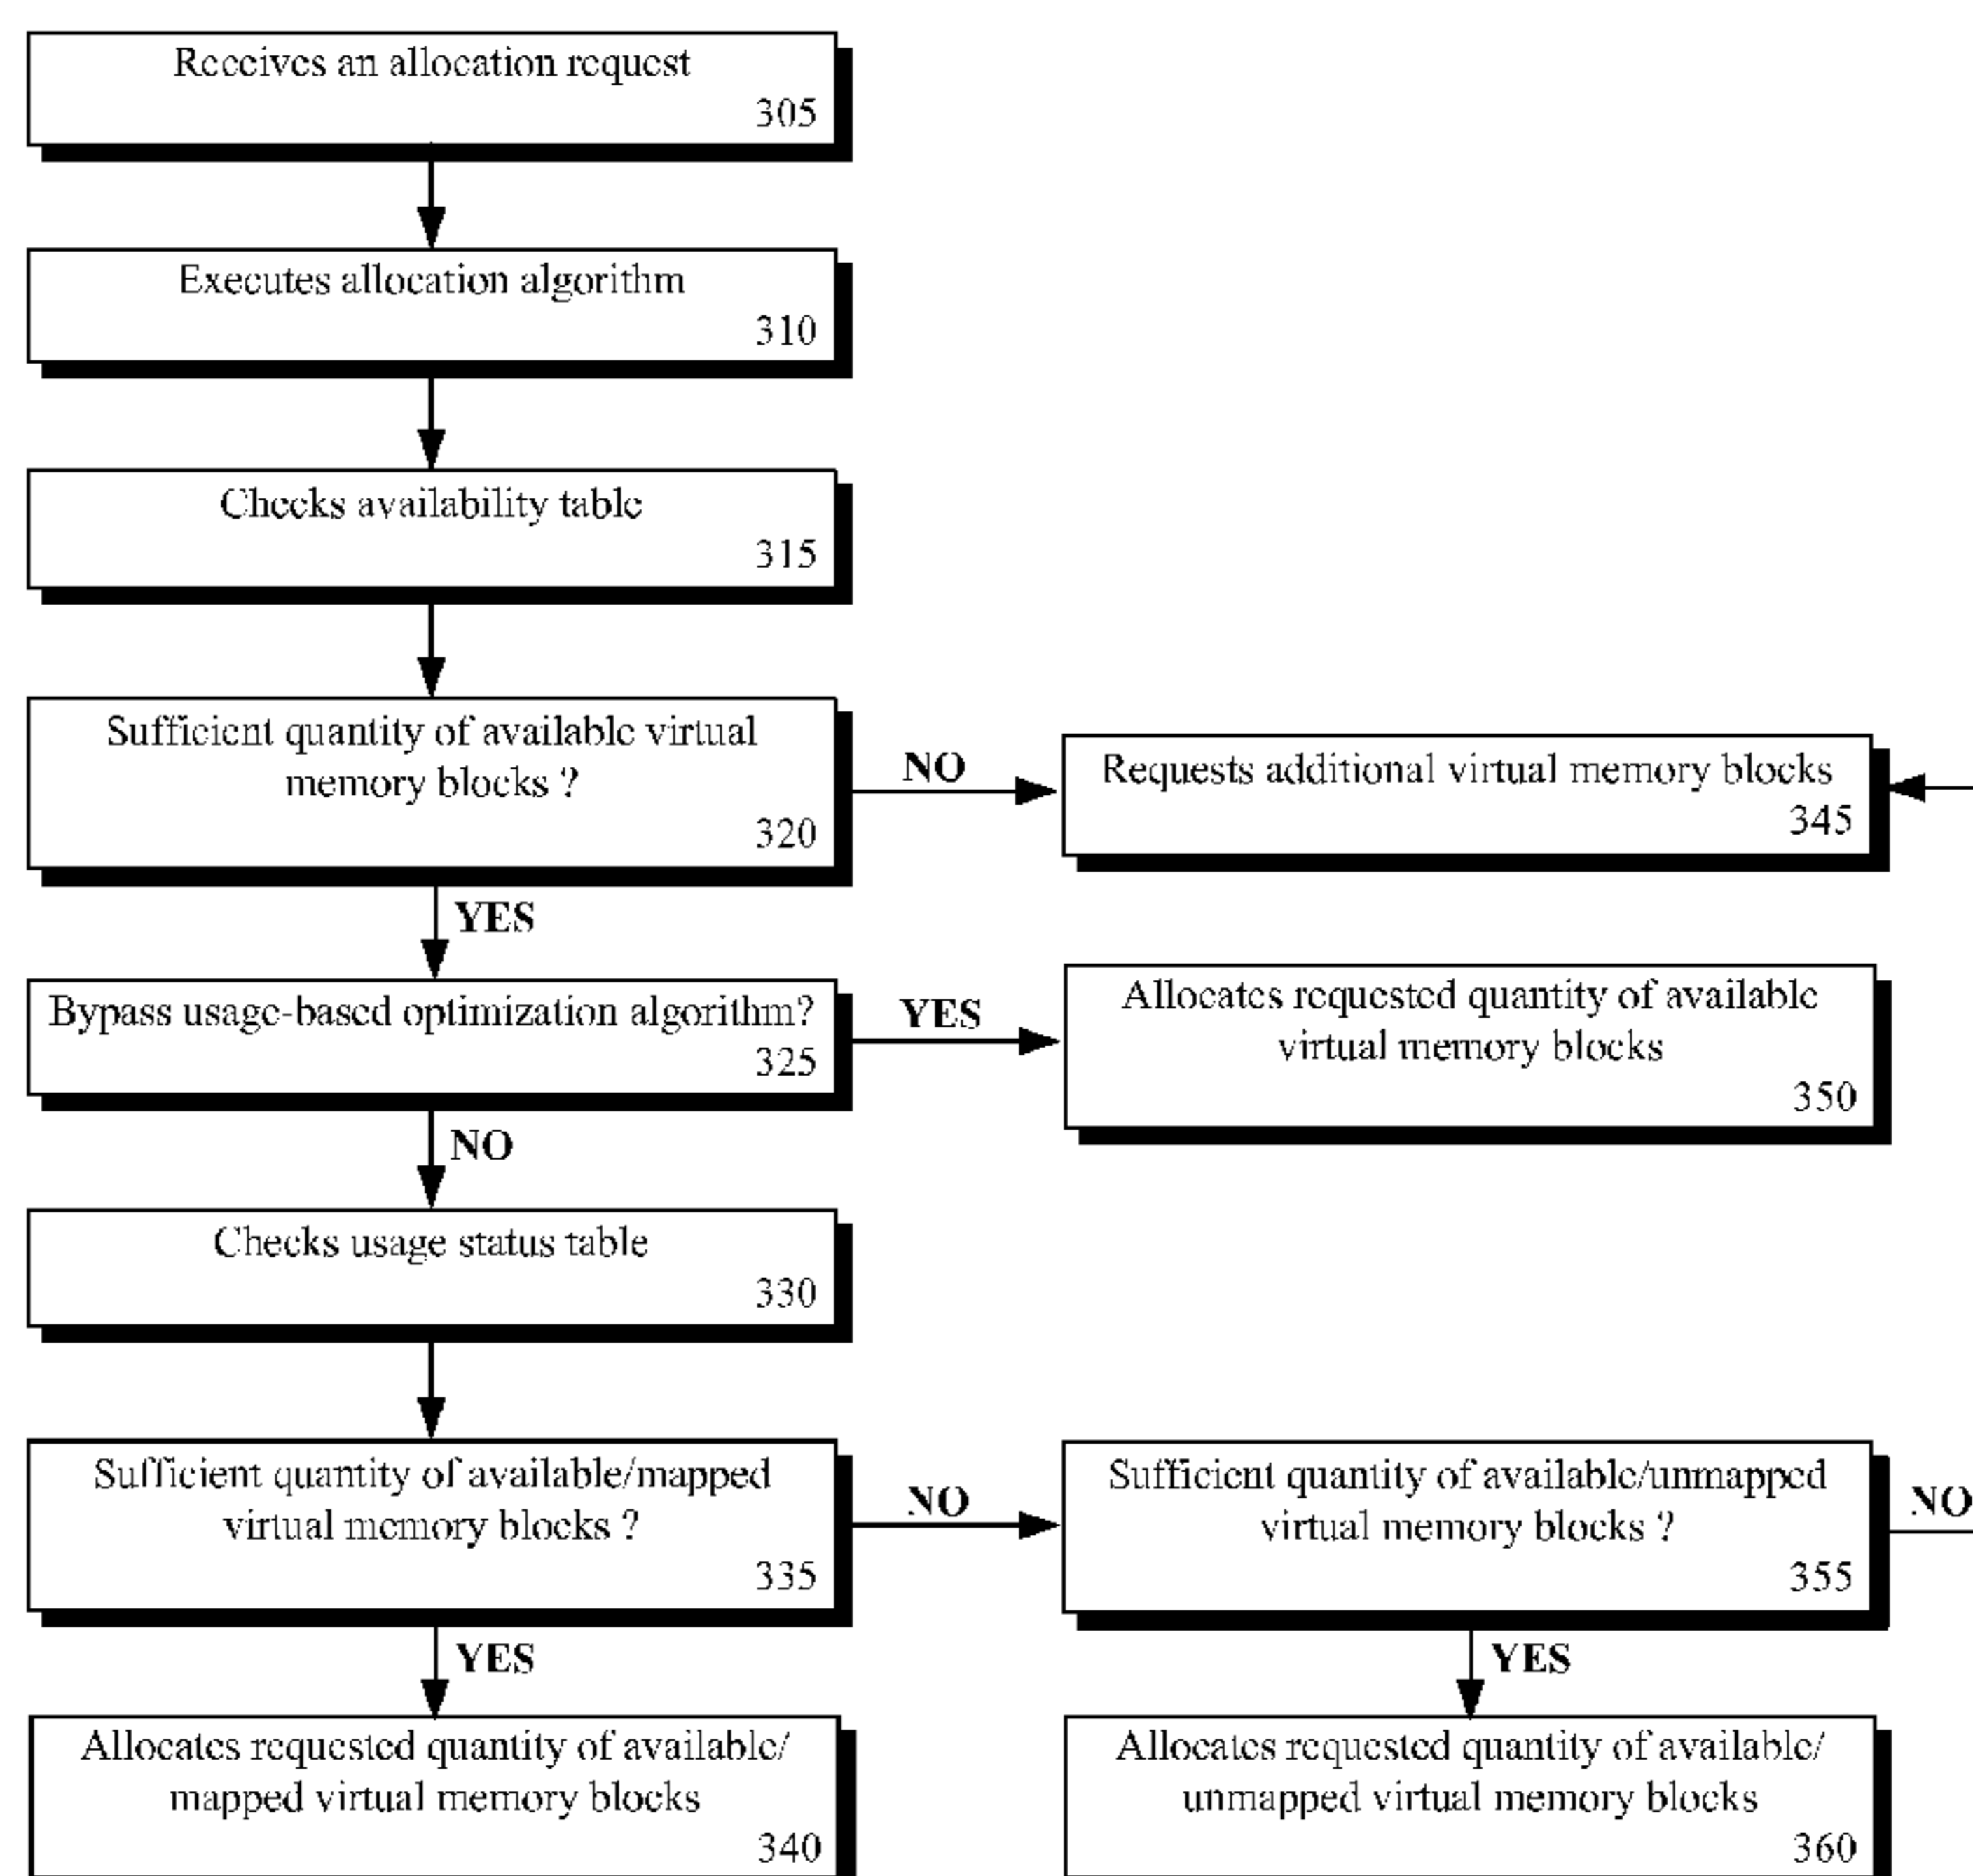 Receives an allocation request
305
Executes allocation algorithm
310
Checks availability table
315
Sufficient quantity of available virtual
memory blocks ?
320
NO
Requests additional virtual memory blocks
345
YES
Bypass usage-based optimization algorithm?
325
YES
Allocates requested quantity of available
virtual memory blocks
350
NO
Checks usage status table
330
Sufficient quantity of available/mapped
virtual memory blocks ?
335
NO
Sufficient quantity of available/unmapped
virtual memory blocks ?
355
NO
YES
YES
Allocates requested quantity of available/
mapped virtual memory blocks
340
Allocates requested quantity of available/
unmapped virtual memory blocks
360